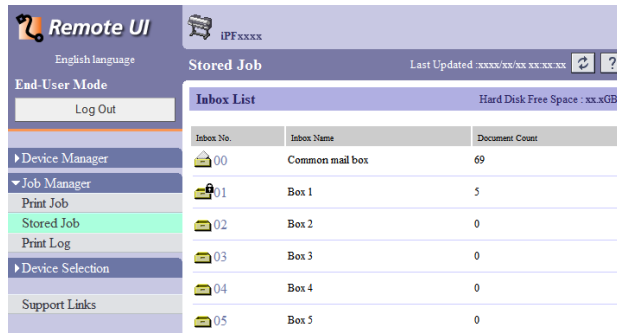 Remote UI
English language
End-User Mode
Log Out
Device Manager
Job Manager
Print Job
Stored Job
Print Log
Device Selection
Support Links
iPFxxxx
Stored Job
Last Updated :xxxx/xx/xx xx:xx:xx
?
Inbox List
Hard Disk Free Space : xx.xGB
Inbox No. Inbox Name Document Count
00 Common mail box 69
01 Box 1 5
02 Box 2 0
03 Box 3 0
04 Box 4 0
05 Box 5 0